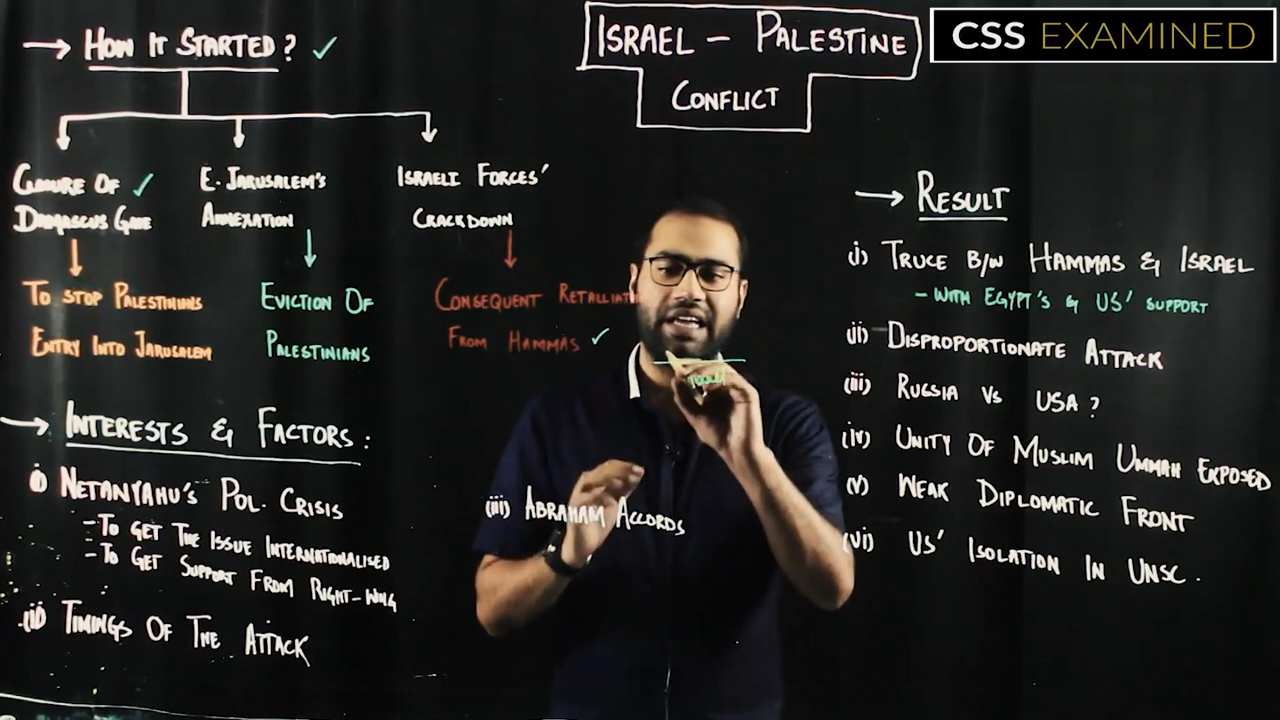 ISRAEL - PALESTINE
CONFLICT
CSS EXAMINED
→ HOW IT STARTED? ✓
CLOSURE OF ✓
DAMASCUS GATE
TO STOP PALESTINIANS
ENTRY INTO JARUSALEM
E-JARUSALEM'S
ANNEXATION
EVICTION OF
PALESTINIANS
ISRAELI FORCES'
CRACKDOWN
CONSEQUENT
FROM HAMMAS ✓
→ INTERESTS & FACTORS:
(i) NETANYAHU'S POL. CRISIS
- TO GET THE ISSUE INTERNATIONALISED
- TO GET SUPPORT FROM RIGHT-WING
(ii) TIMINGS OF THE ATTACK
(iii) ABRAHAM ACCORDS
→ RESULT
(i) TRUCE B/W HAMMAS & ISRAEL
- WITH EGYPT'S & US' SUPPORT
(ii) DISPROPORTIONATE ATTACK
(iii) RUSSIA VS USA?
(iv) UNITY OF MUSLIM UMMAH EXPOSED
(v) WEAK DIPLOMATIC FRONT
(vi) US' ISOLATION IN UNSC.